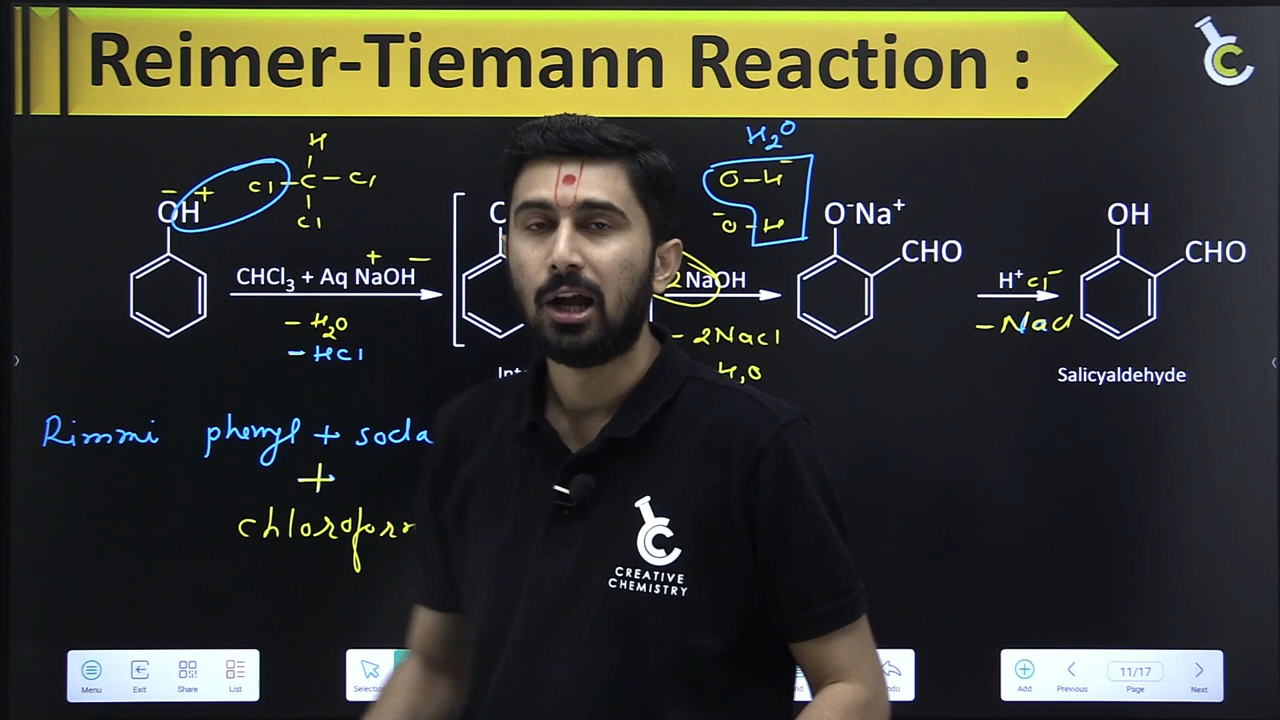 Reimer-Tiemann Reaction :
C
H
Cl-C-Cl
Cl
OH
- +
CHCl₃ + Aq NaOH
+ -
- H₂O
- HCl
H₂O
O-H
⁻O-H
2NaOH
- 2NaCl
H₂O
O⁻Na⁺
CHO
H⁺ Cl⁻
- NaCl
OH
CHO
Salicyaldehyde
Rimmi phenyl + soda
+
CREATIVE
CHEMISTRY
Menu
Exit
Share
List
Add
Previous
11/17
Page
Next